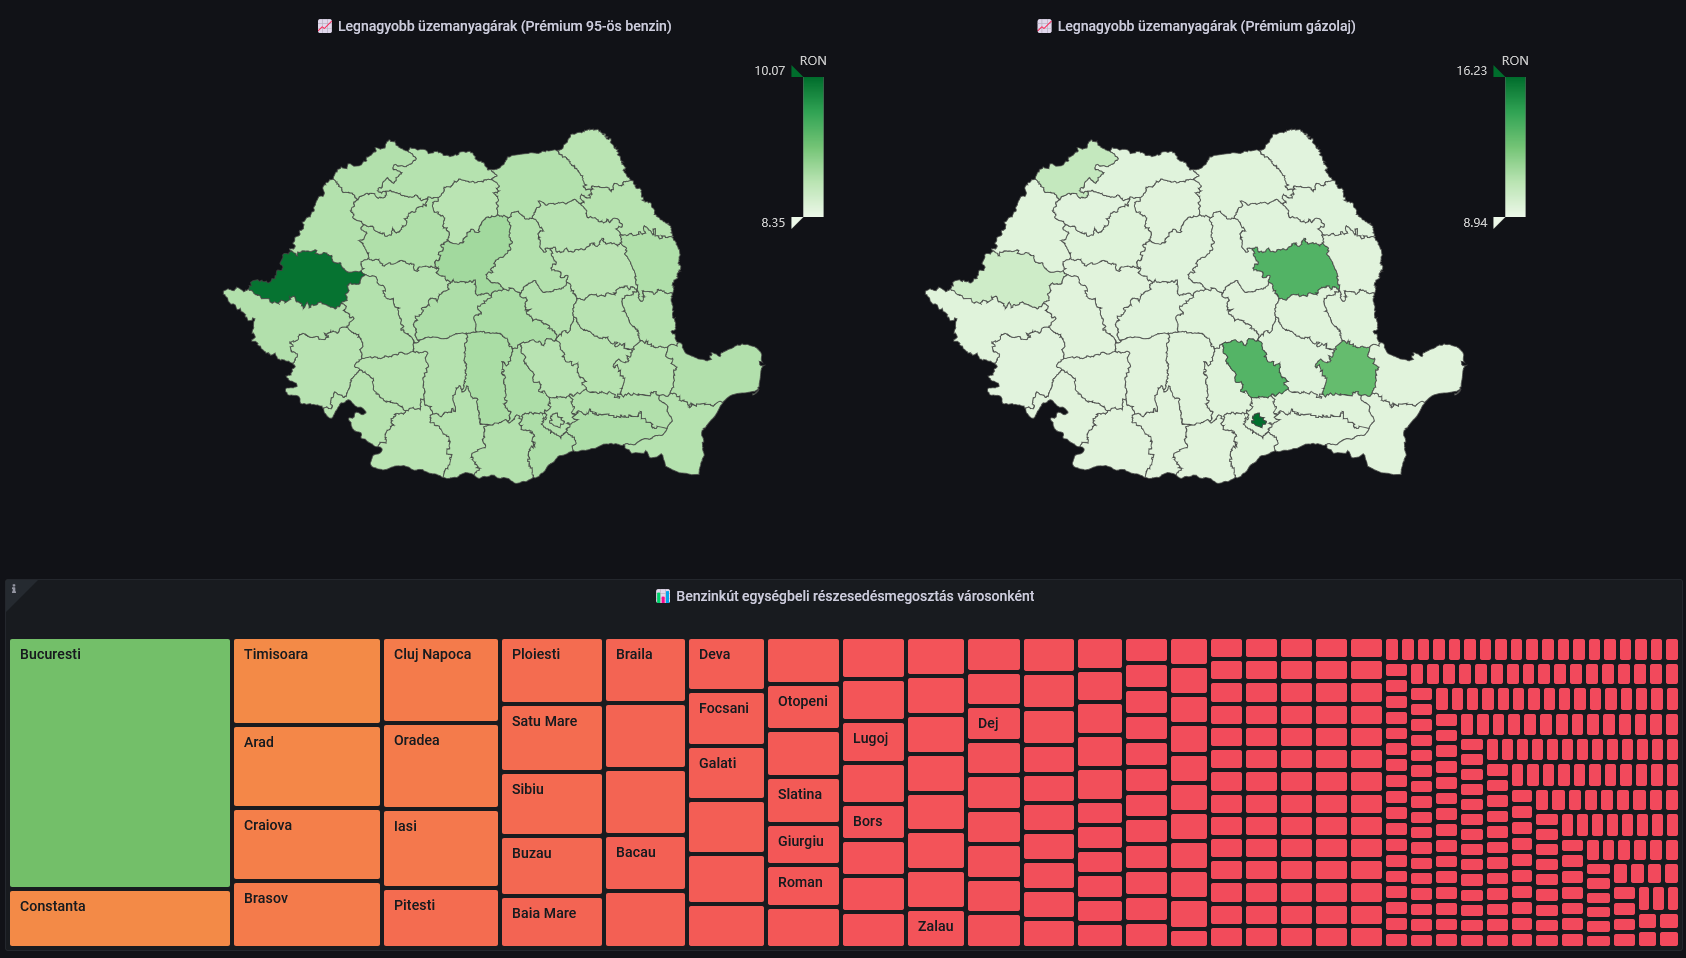 Legnagyobb üzemanyagárak (Prémium 95-ös benzin)
RON
10.07
8.35
Legnagyobb üzemanyagárak (Prémium gázolaj)
RON
16.23
8.94
i
Benzinkút egységbeli részesedésmegosztás városonként
Bucuresti
Constanta
Timisoara
Arad
Craiova
Brasov
Cluj Napoca
Oradea
Iasi
Pitesti
Ploiesti
Satu Mare
Sibiu
Buzau
Baia Mare
Braila
Bacau
Deva
Focsani
Galati
Otopeni
Slatina
Giurgiu
Roman
Lugoj
Bors
Zalau
Dej